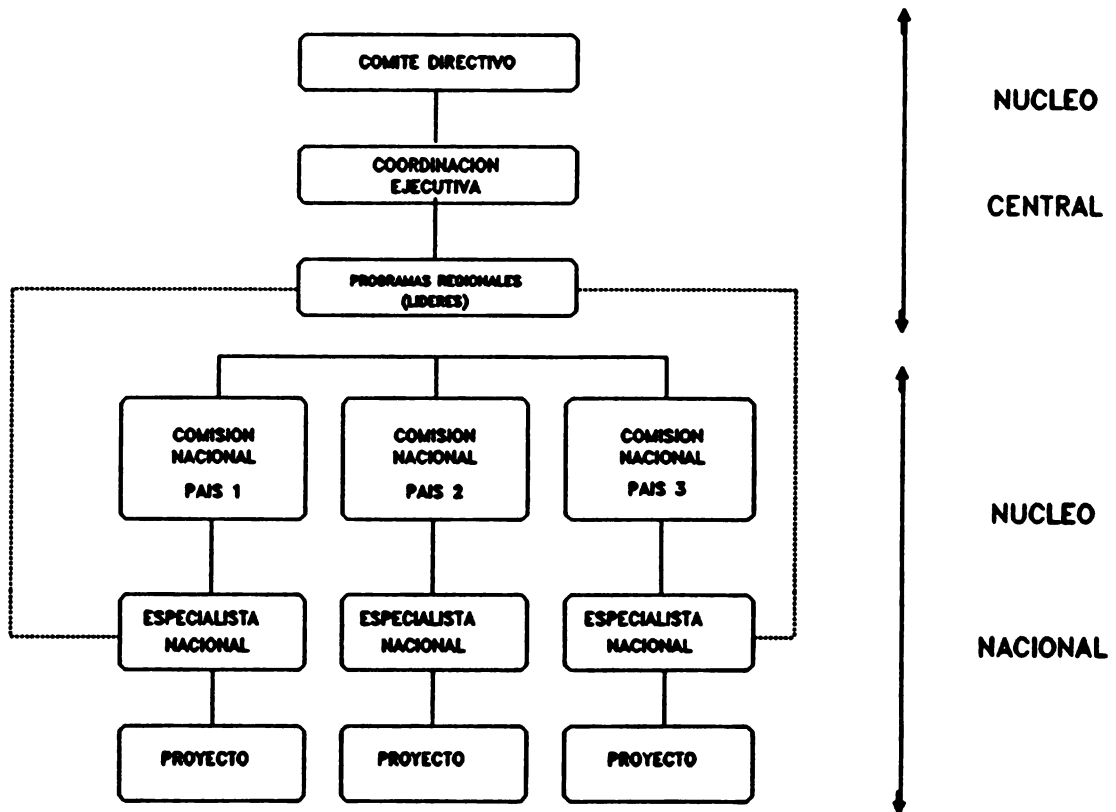 COMITE DIRECTIVO
NUCLEO
COORDINACION
EJECUTIVA
CENTRAL
PROGRAMAS REGIONALES
(LIDERES)
COMISION
NACIONAL
PAIS 1
COMISION
NACIONAL
PAIS 2
COMISION
NACIONAL
PAIS 3
NUCLEO
ESPECIALISTA
NACIONAL
ESPECIALISTA
NACIONAL
ESPECIALISTA
NACIONAL
NACIONAL
PROYECTO
PROYECTO
PROYECTO